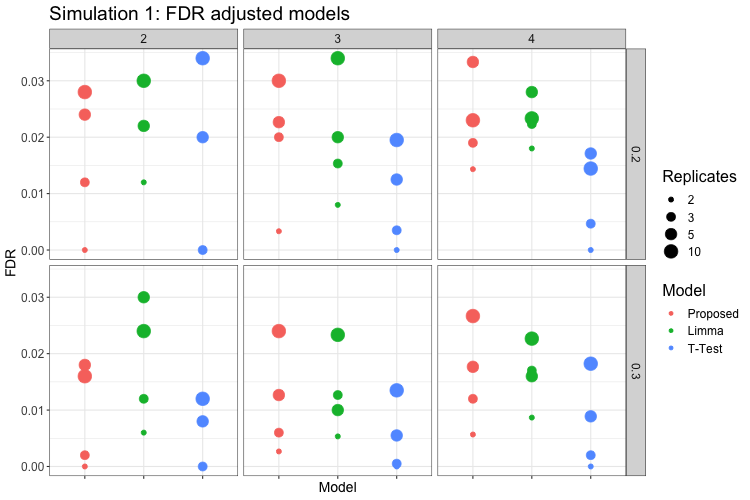 Simulation 1: FDR adjusted models
2 3 4
0.03
0.02
0.01
0.00
0.2
FDR
0.03
0.02
0.01
0.00
0.3
Model
Replicates
2
3
5
10
Model
Proposed
Limma
T-Test